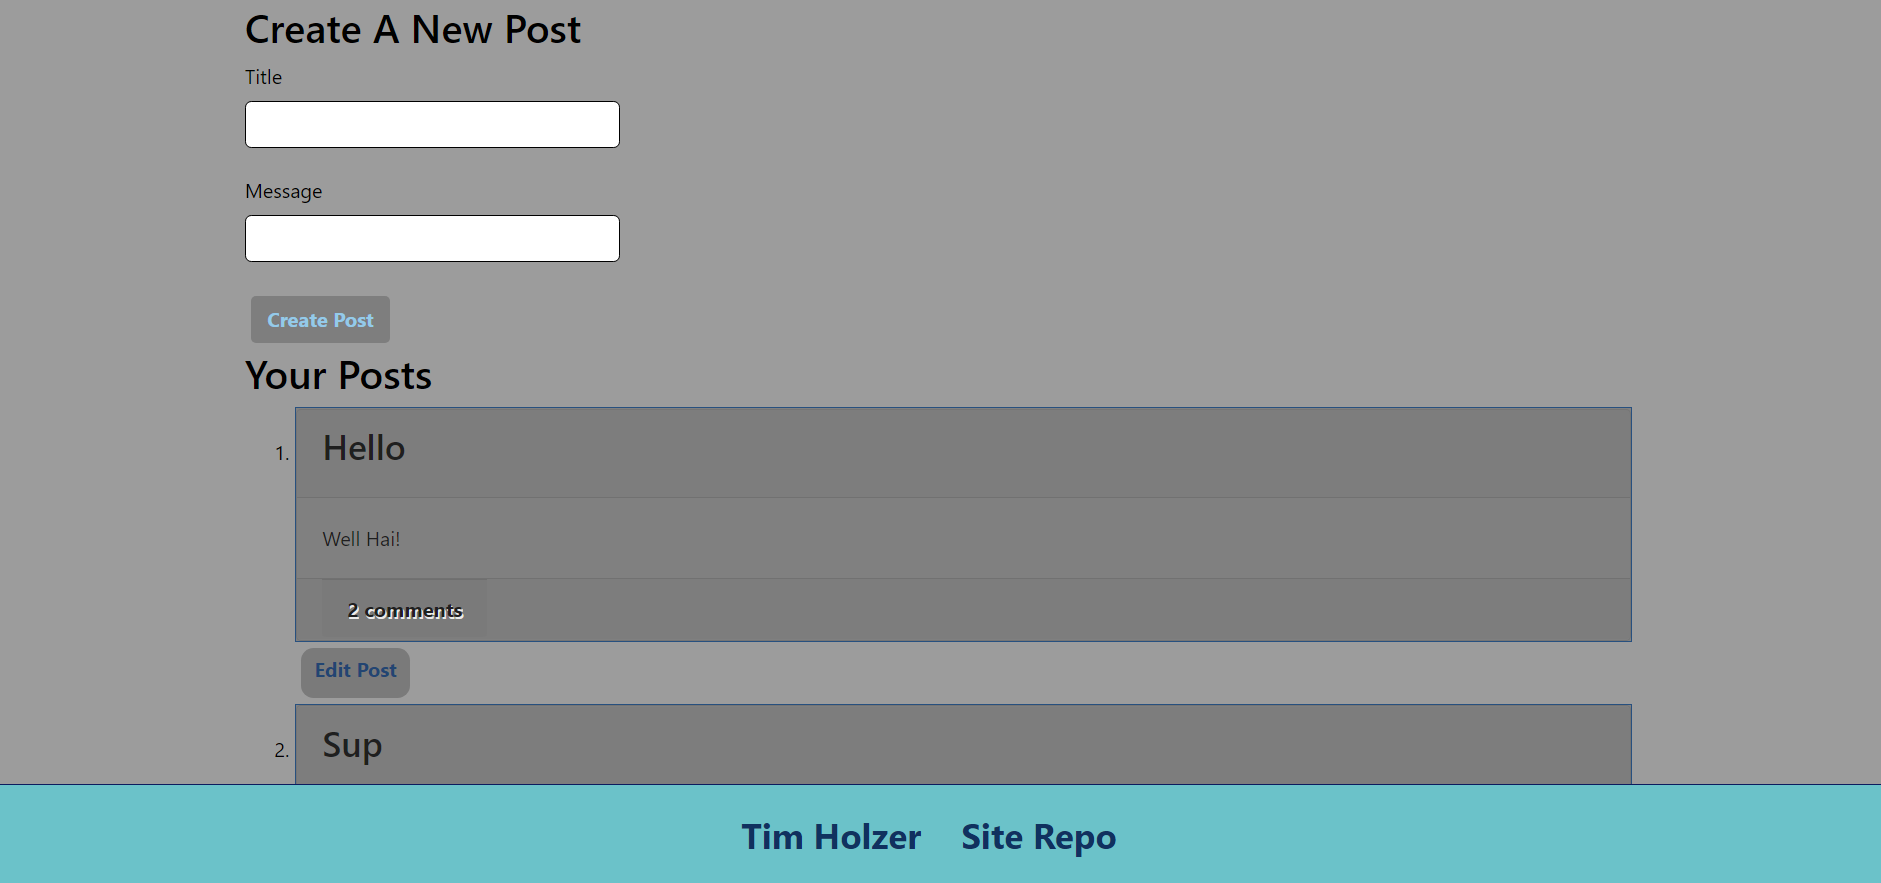 Create A New Post
Title
Message
Create Post
Your Posts
1. Hello
Well Hai!
2 comments
Edit Post
2. Sup
Tim Holzer Site Repo